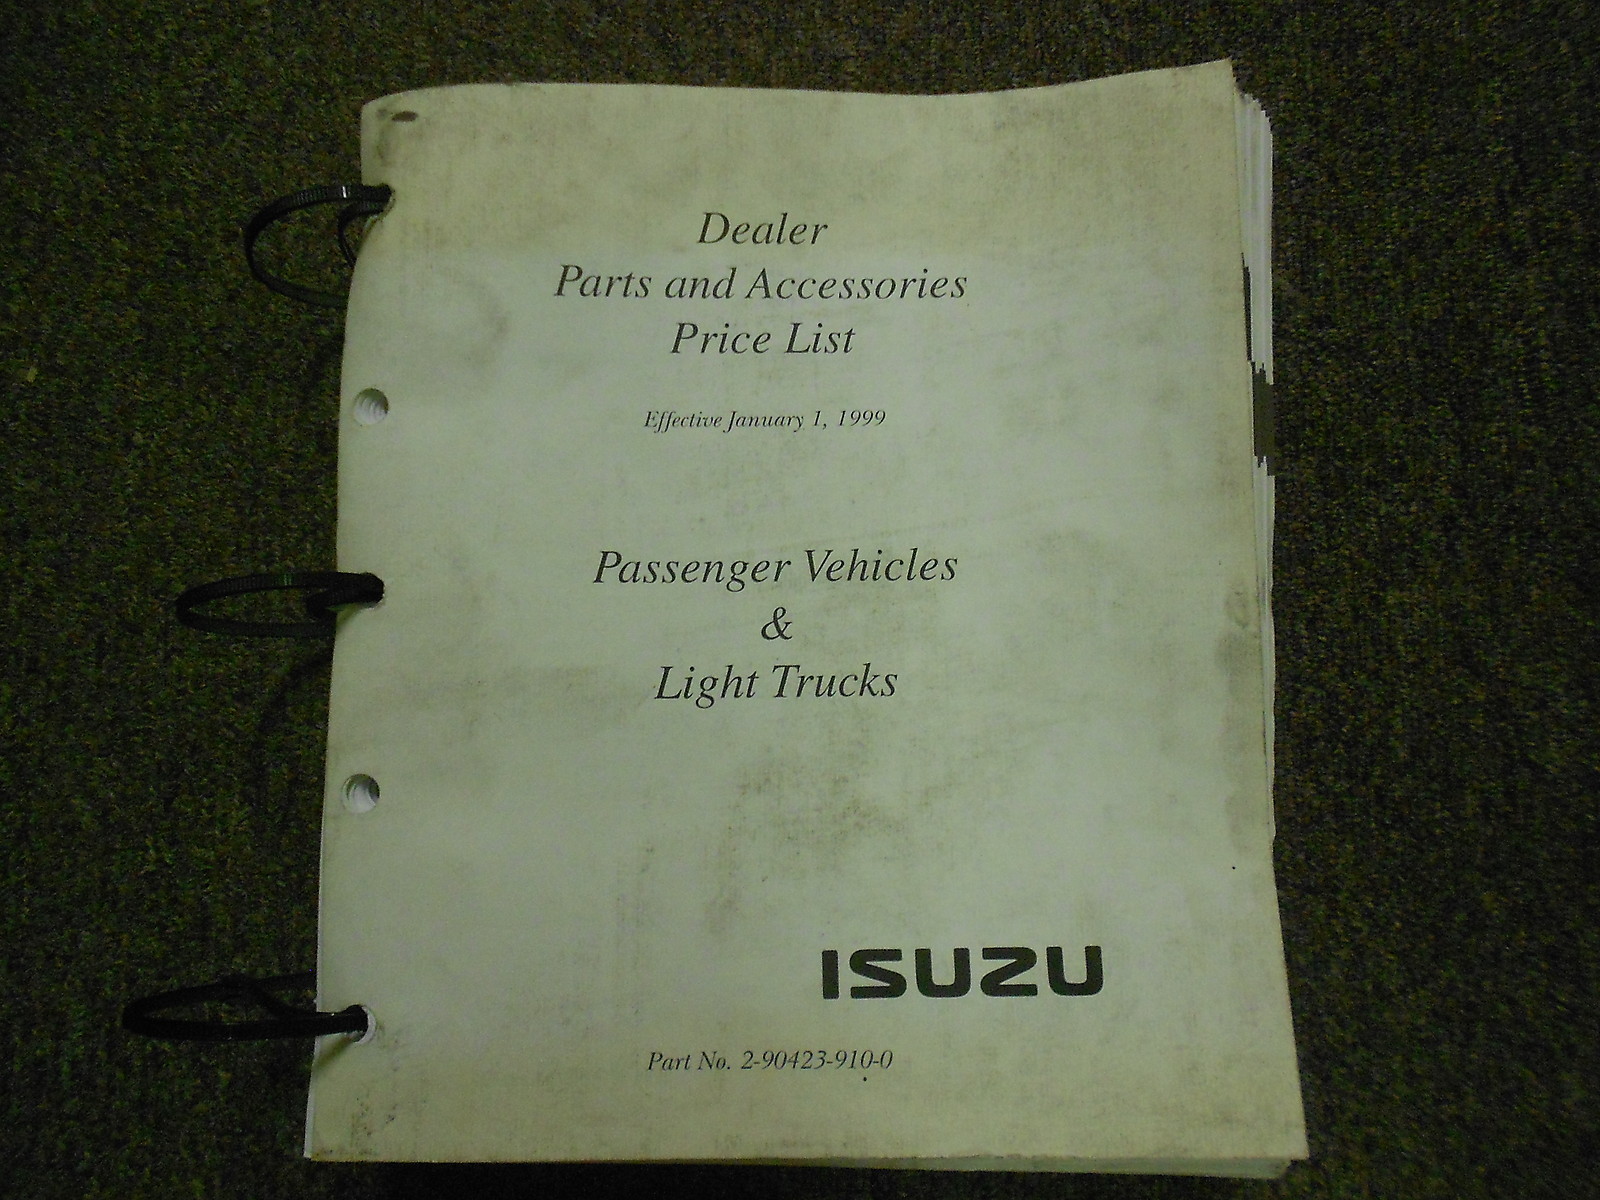 Dealer
Parts and Accessories
Price List
Effective January 1, 1999
Passenger Vehicles
&
Light Trucks
ISUZU
Part No. 2-90423-910-0